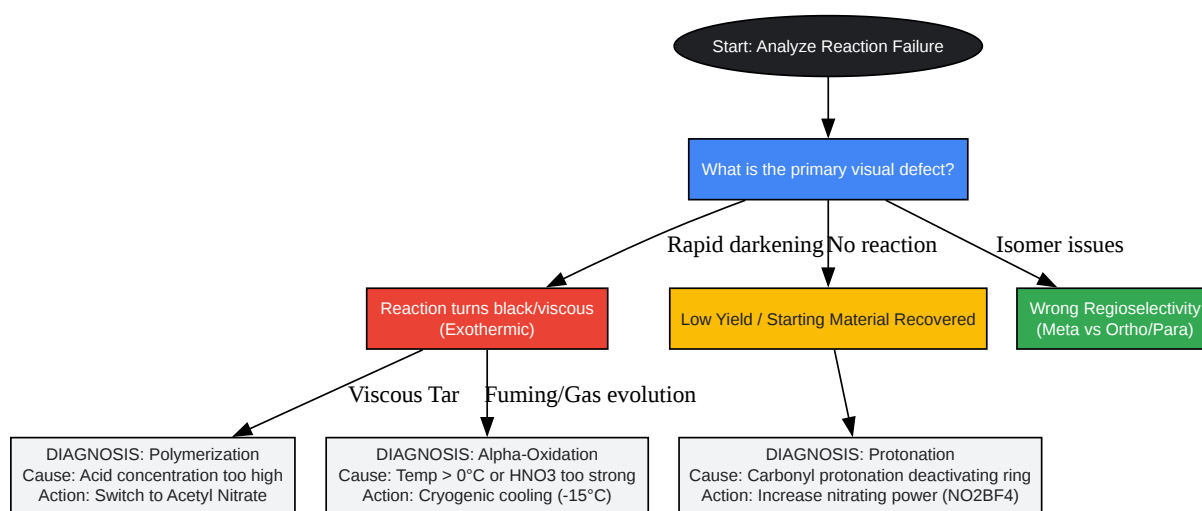 Start: Analyze Reaction Failure
What is the primary visual defect?
Rapid darkening
No reaction
Isomer issues
Reaction turns black/viscous
(Exothermic)
Low Yield / Starting Material Recovered
Wrong Regioselectivity
(Meta vs Ortho/Para)
Viscous Tar
Fuming/Gas evolution
DIAGNOSIS: Polymerization
Cause: Acid concentration too high
Action: Switch to Acetyl Nitrate
DIAGNOSIS: Alpha-Oxidation
Cause: Temp > 0°C or HNO3 too strong
Action: Cryogenic cooling (-15°C)
DIAGNOSIS: Protonation
Cause: Carbonyl protonation deactivating ring
Action: Increase nitrating power (NO2BF4)